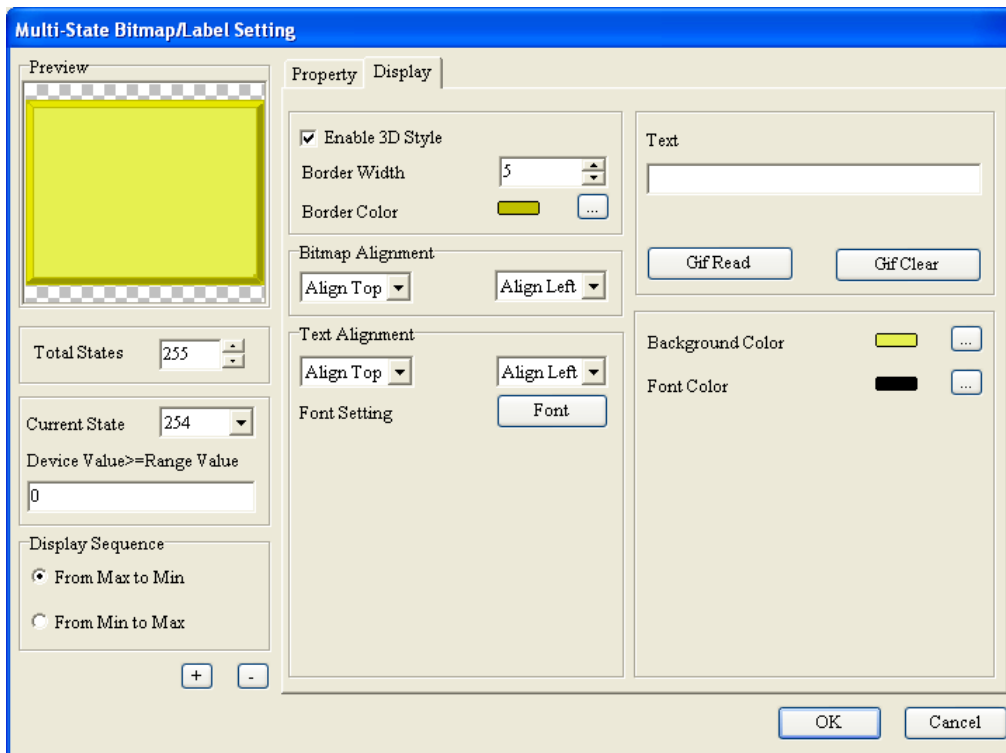 Multi-State Bitmap/Label Setting
Preview
Total States
255
Current State
254
Device Value>=Range Value
0
Display Sequence
From Max to Min
From Min to Max
+
-
Property
Display
Enable 3D Style
Border Width
5
Border Color
...
Bitmap Alignment
Align Top
Align Left
Text Alignment
Align Top
Align Left
Font Setting
Font
Text
Gif Read
Gif Clear
Background Color
...
Font Color
...
OK
Cancel